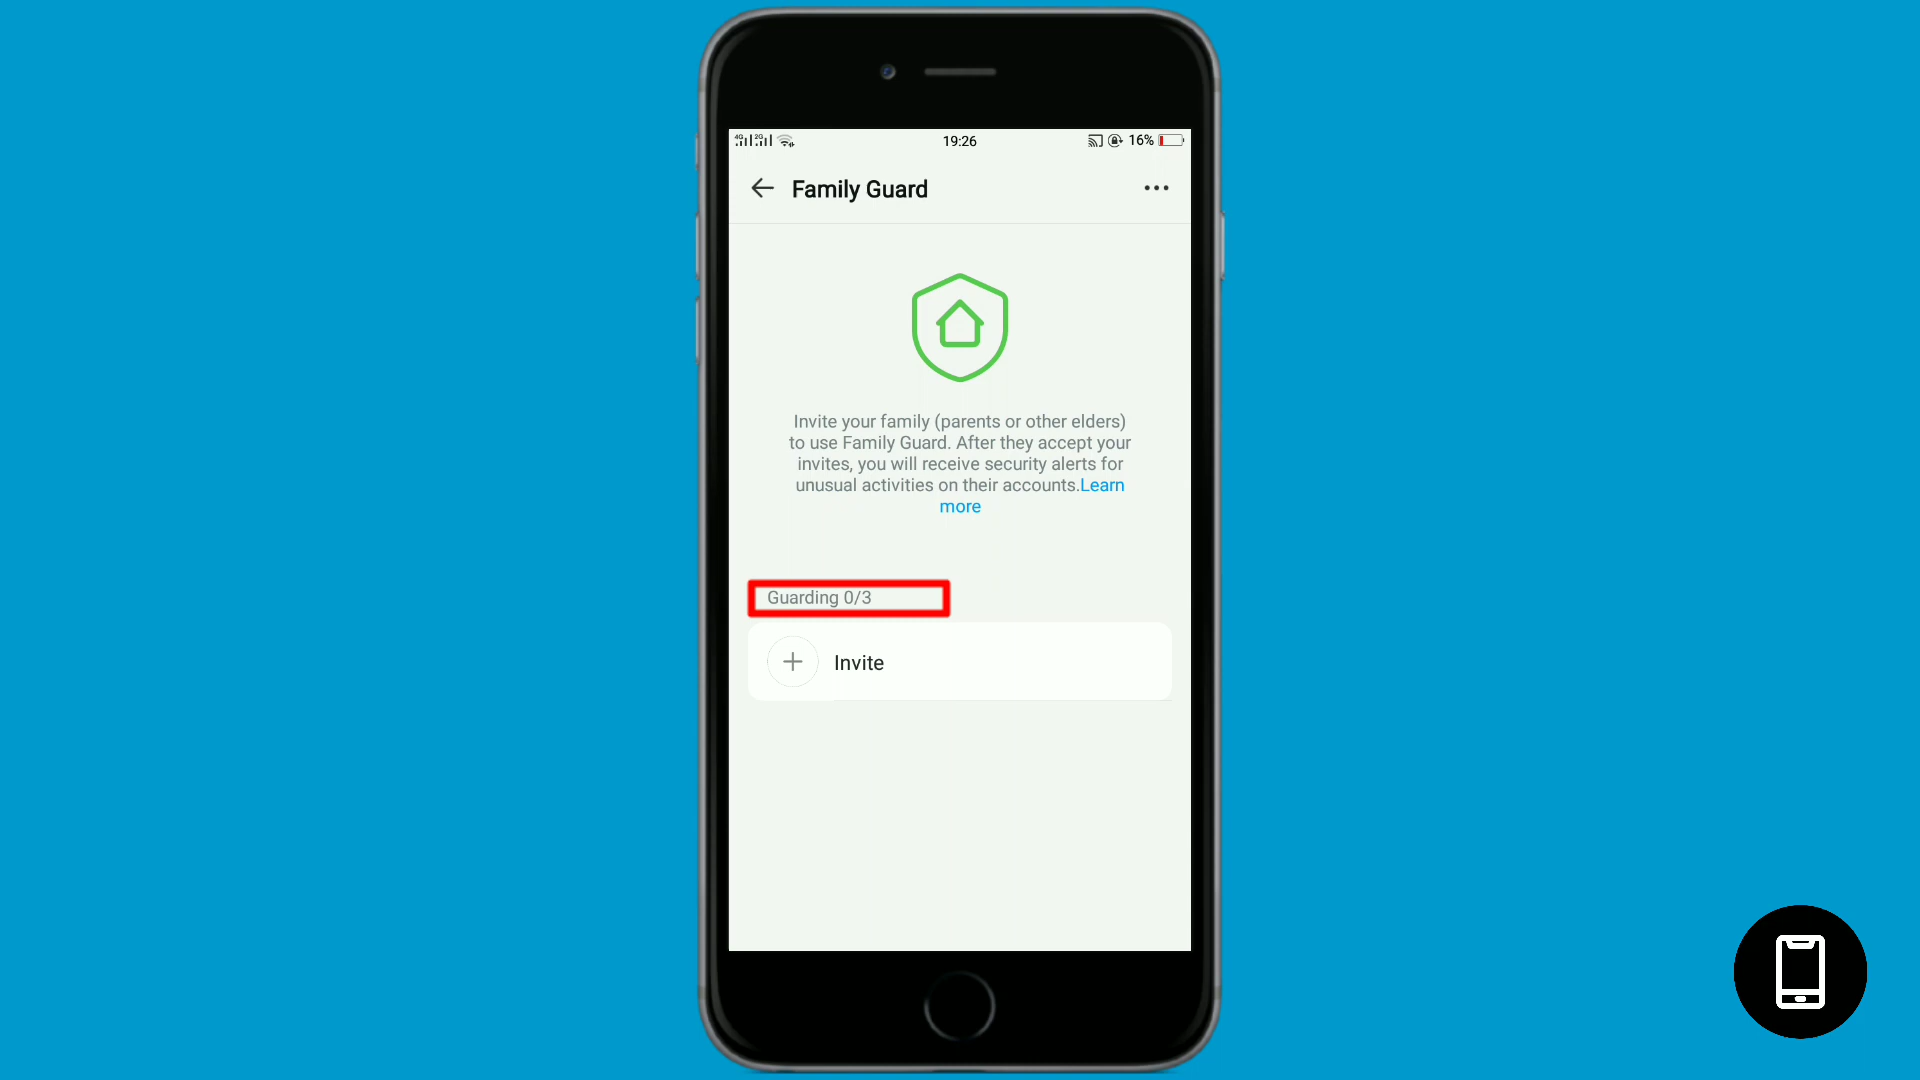 4G 2G 19:26 16%
Family Guard
Invite your family (parents or other elders)
to use Family Guard. After they accept your
invites, you will receive security alerts for
unusual activities on their accounts.Learn
more
Guarding 0/3
Invite